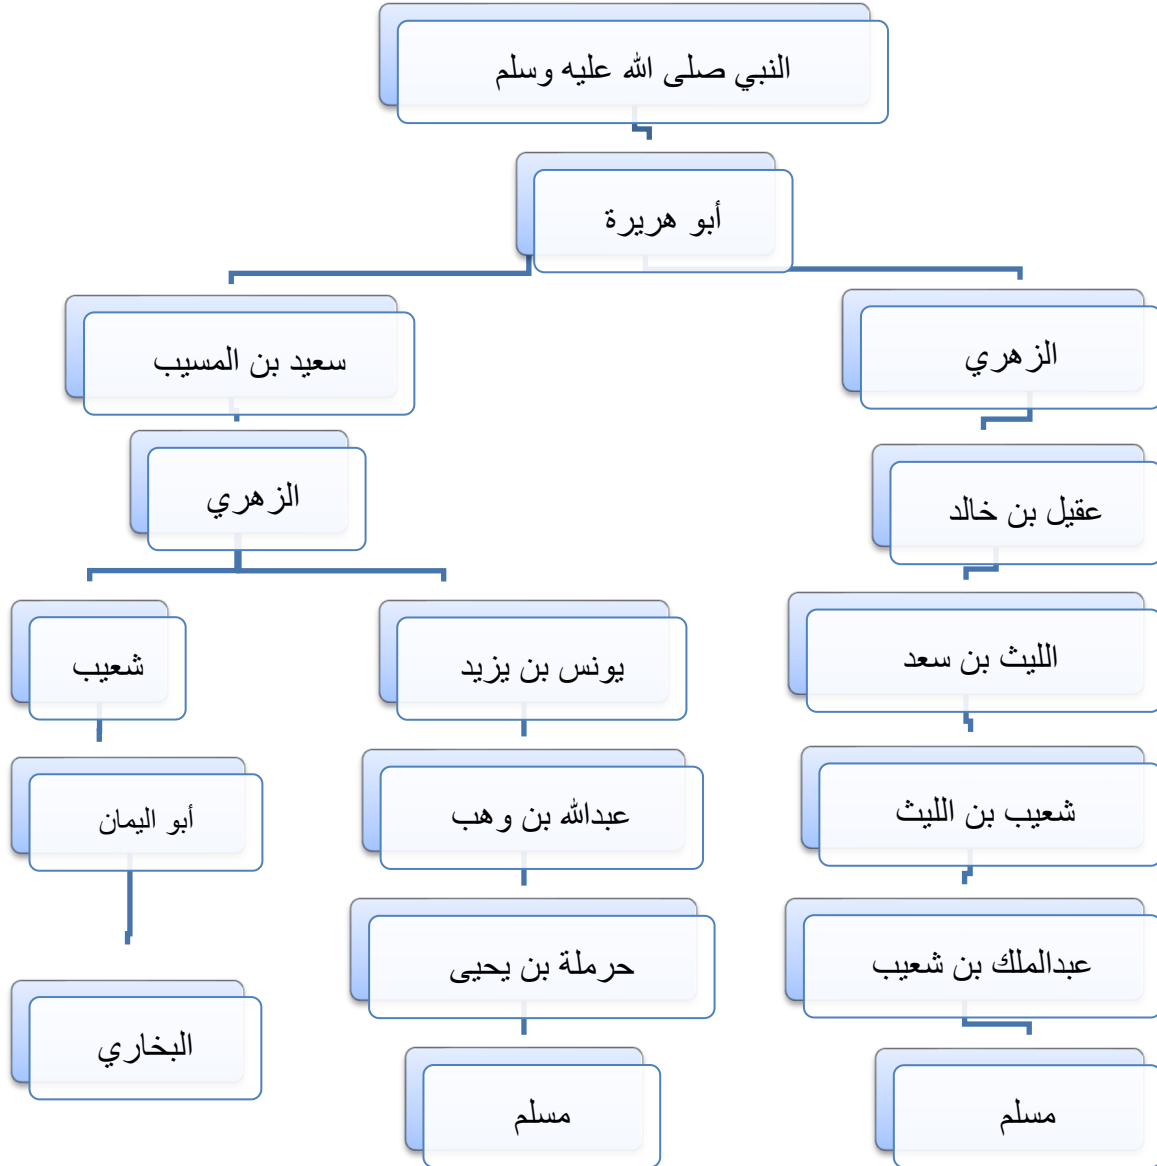 النبي صلى الله عليه وسلم
أبو هريرة
الزهري
سعيد بن المسيب
الزهري
عقيل بن خالد
الليث بن سعد
يونس بن يزيد
شعيب
شعيب بن الليث
عبدالله بن وهب
أبو اليمان
عبدالملك بن شعيب
حرملة بن يحيى
البخاري
مسلم
مسلم